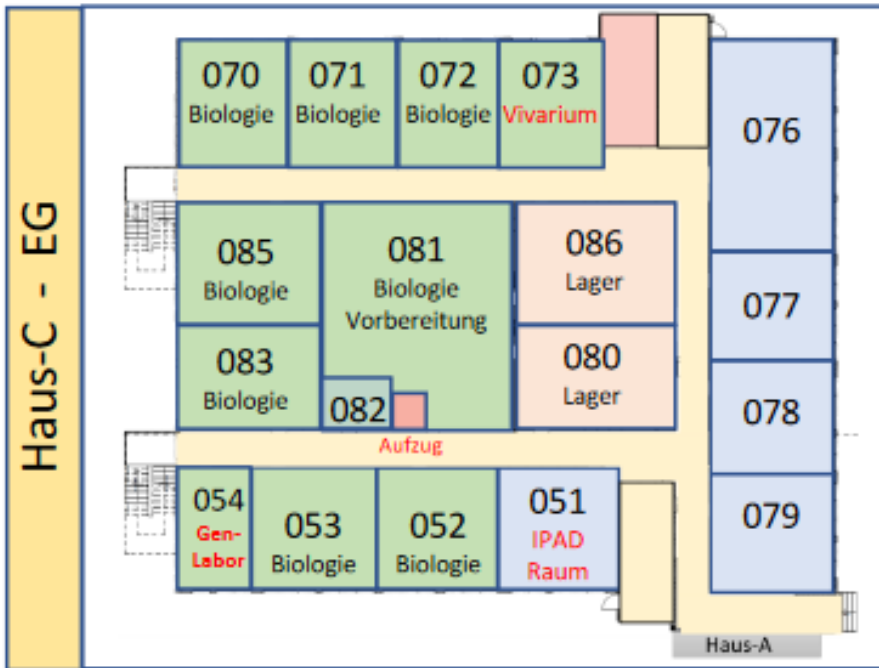 Haus-C - EG
070
Biologie
071
Biologie
072
Biologie
073
Vivarium
076
085
Biologie
081
Biologie
Vorbereitung
086
Lager
077
083
Biologie
082
080
Lager
078
Aufzug
054
Gen-
Labor
053
Biologie
052
Biologie
051
IPAD
Raum
079
Haus-A